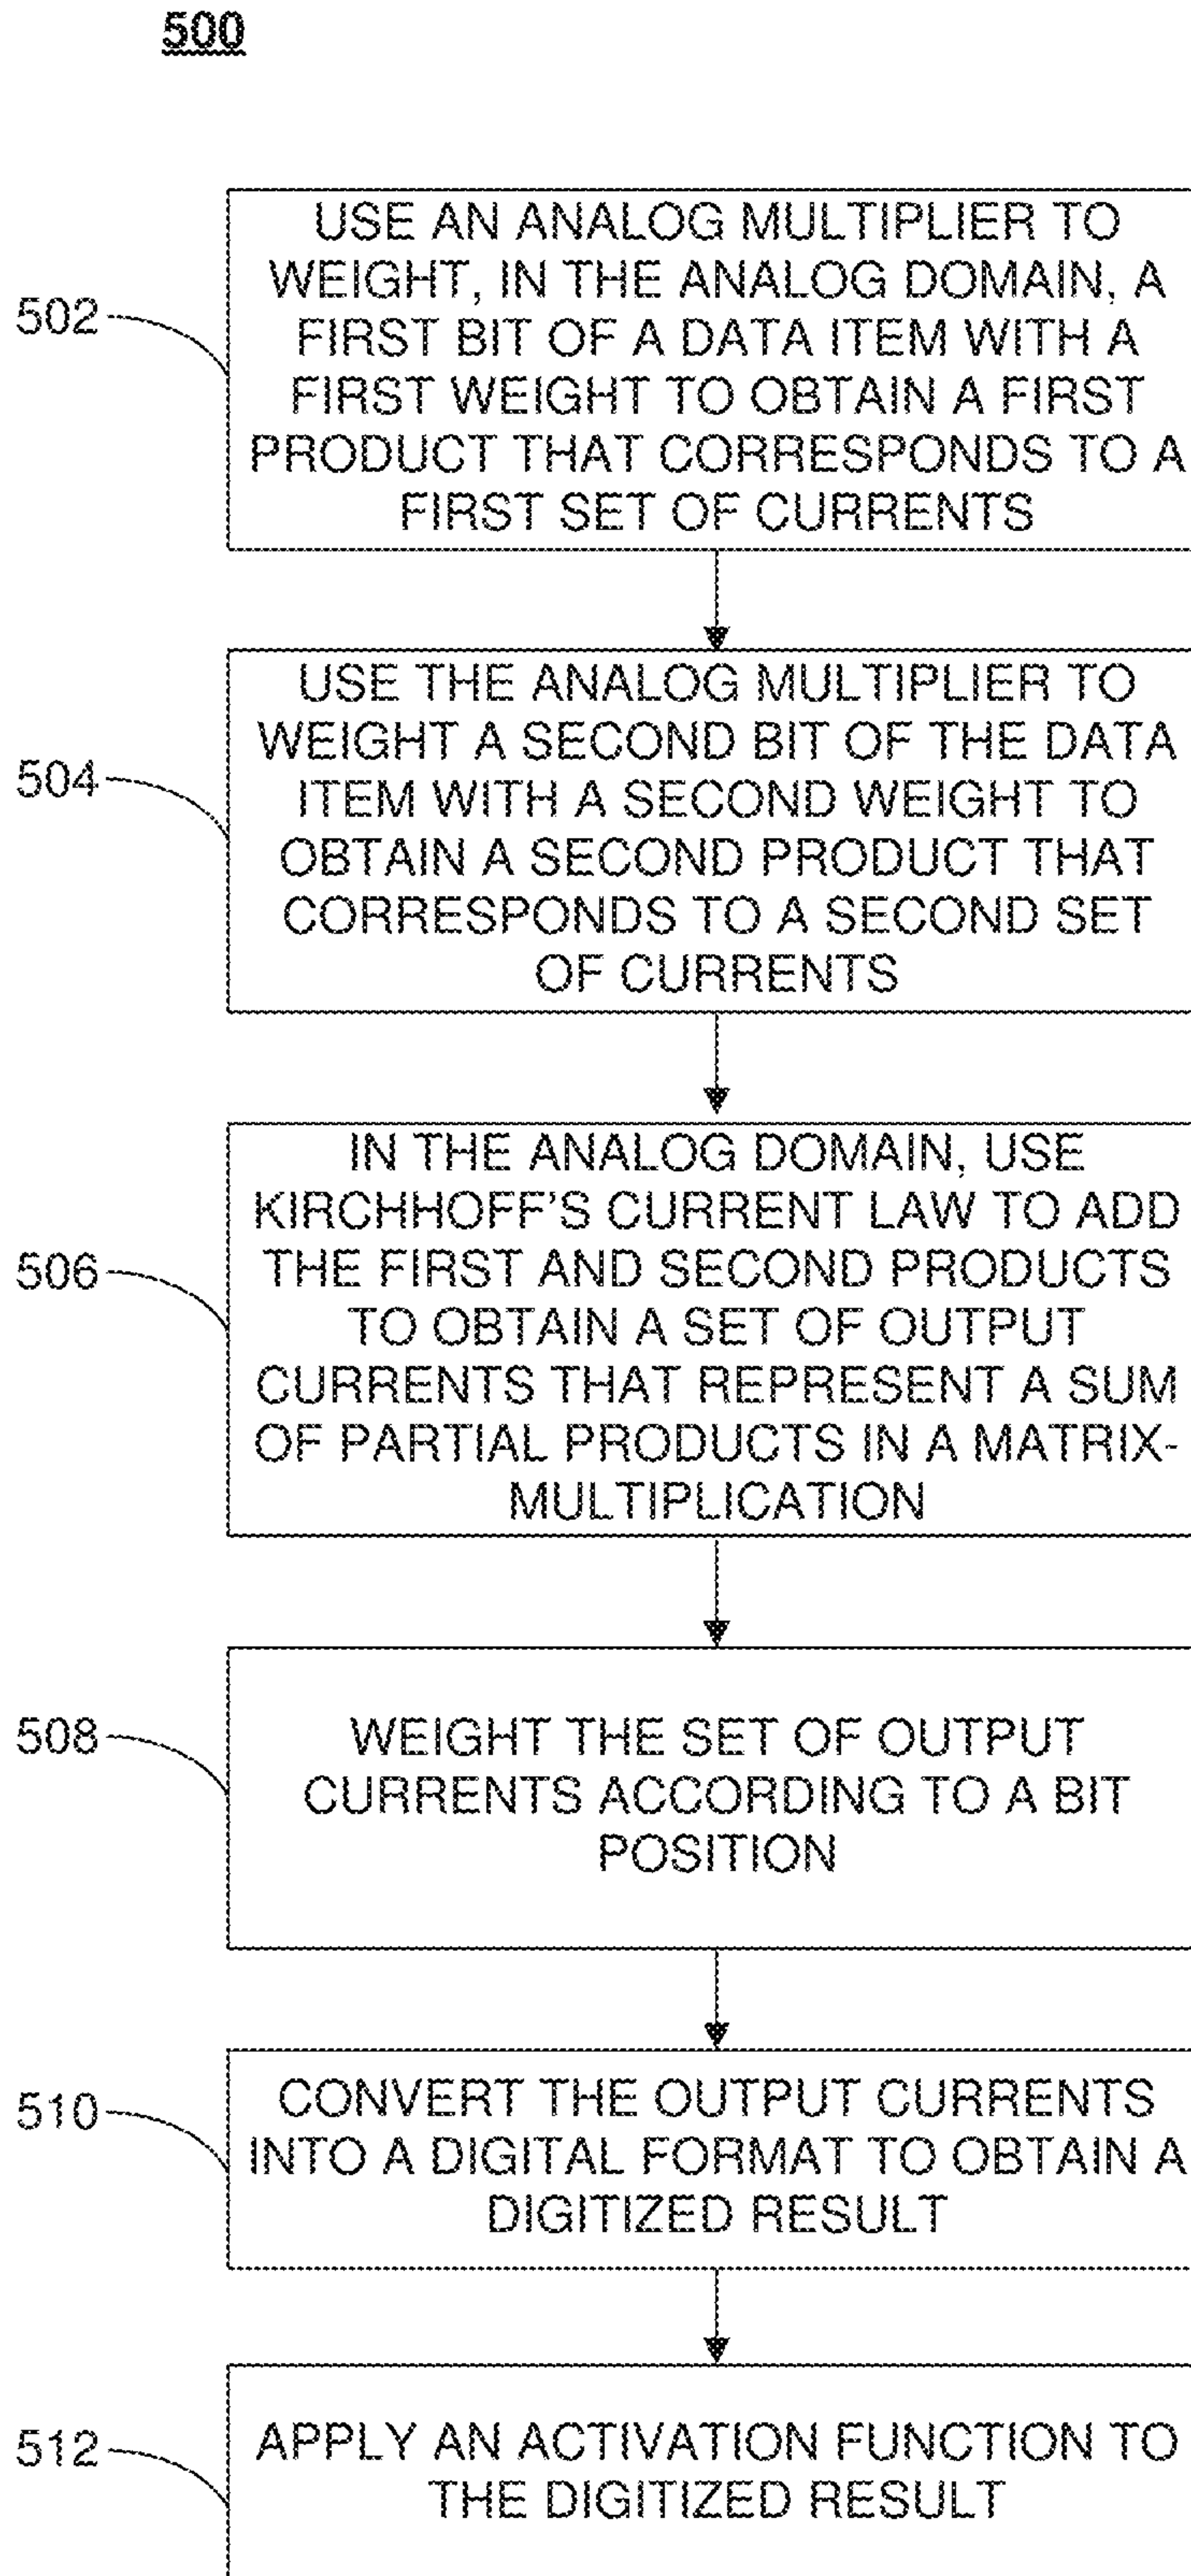 500
502
USE AN ANALOG MULTIPLIER TO
WEIGHT, IN THE ANALOG DOMAIN, A
FIRST BIT OF A DATA ITEM WITH A
FIRST WEIGHT TO OBTAIN A FIRST
PRODUCT THAT CORRESPONDS TO A
FIRST SET OF CURRENTS
504
USE THE ANALOG MULTIPLIER TO
WEIGHT A SECOND BIT OF THE DATA
ITEM WITH A SECOND WEIGHT TO
OBTAIN A SECOND PRODUCT THAT
CORRESPONDS TO A SECOND SET
OF CURRENTS
506
IN THE ANALOG DOMAIN, USE
KIRCHHOFF'S CURRENT LAW TO ADD
THE FIRST AND SECOND PRODUCTS
TO OBTAIN A SET OF OUTPUT
CURRENTS THAT REPRESENT A SUM
OF PARTIAL PRODUCTS IN A MATRIX-
MULTIPLICATION
508
WEIGHT THE SET OF OUTPUT
CURRENTS ACCORDING TO A BIT
POSITION
510
CONVERT THE OUTPUT CURRENTS
INTO A DIGITAL FORMAT TO OBTAIN A
DIGITIZED RESULT
512
APPLY AN ACTIVATION FUNCTION TO
THE DIGITIZED RESULT